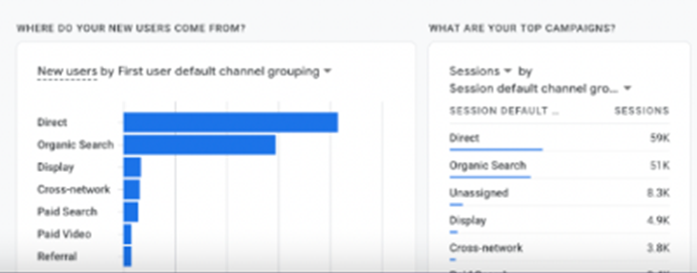 WHERE DO YOUR NEW USERS COME FROM?
New users by First user default channel grouping
Direct
Organic Search
Display
Cross-network
Paid Search
Paid Video
Referral
WHAT ARE YOUR TOP CAMPAIGNS?
Sessions by
Session default channel gro...
SESSION DEFAULT ... SESSIONS
Direct 59K
Organic Search 51K
Unassigned 8.3K
Display 4.9K
Cross-network 3.8K